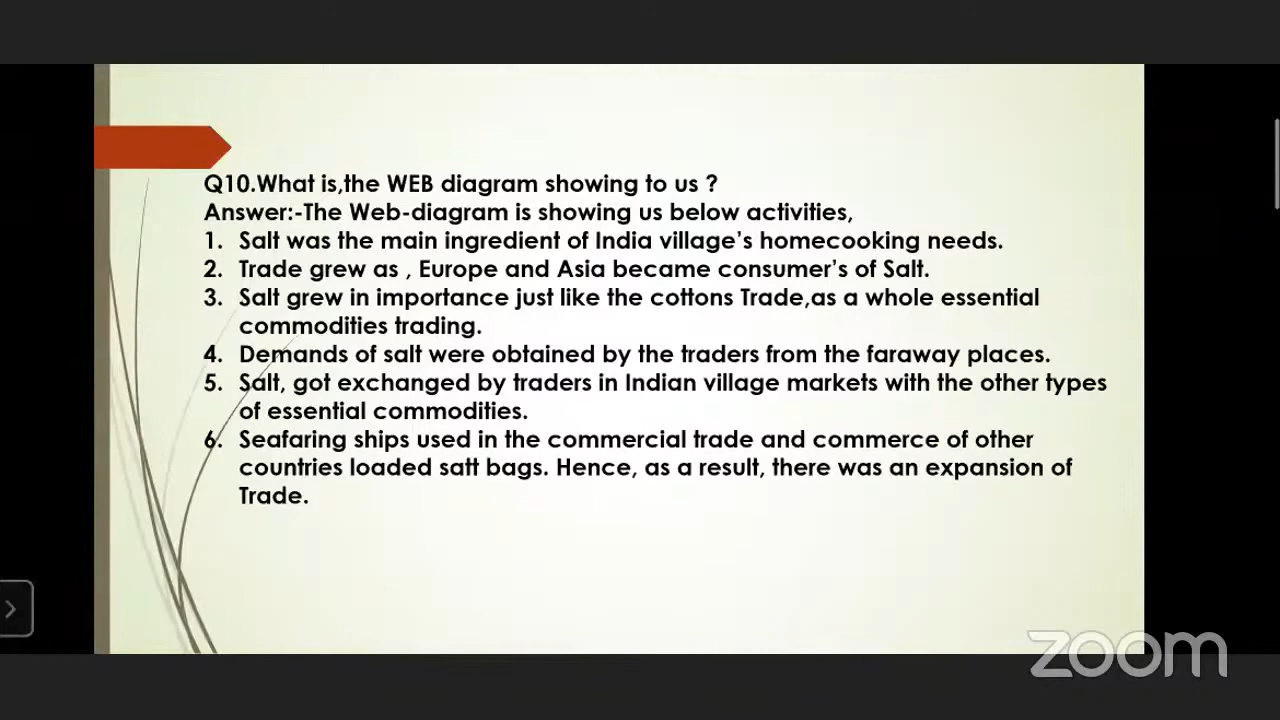 Q10.What is,the WEB diagram showing to us ?
Answer:-The Web-diagram is showing us below activities,
1. Salt was the main ingredient of India village's homecooking needs.
2. Trade grew as , Europe and Asia became consumer's of Salt.
3. Salt grew in importance just like the cottons Trade,as a whole essential
commodities trading.
4. Demands of salt were obtained by the traders from the faraway places.
5. Salt, got exchanged by traders in Indian village markets with the other types
of essential commodities.
6. Seafaring ships used in the commercial trade and commerce of other
countries loaded satt bags. Hence, as a result, there was an expansion of
Trade.
zoom